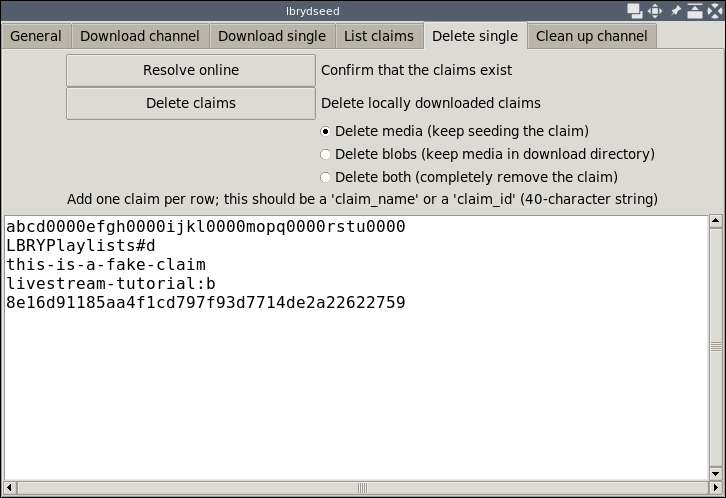 lbrydseed
General Download channel Download single List claims Delete single Clean up channel
Resolve online Confirm that the claims exist
Delete claims Delete locally downloaded claims
Delete media (keep seeding the claim)
Delete blobs (keep media in download directory)
Delete both (completely remove the claim)
Add one claim per row; this should be a 'claim_name' or a 'claim_id' (40-character string)
abcd0000efgh0000ijkl0000mopq0000rstu0000
LBRYPlaylists#d
this-is-a-fake-claim
livestream-tutorial:b
8e16d91185aa4f1cd797f93d7714de2a22622759